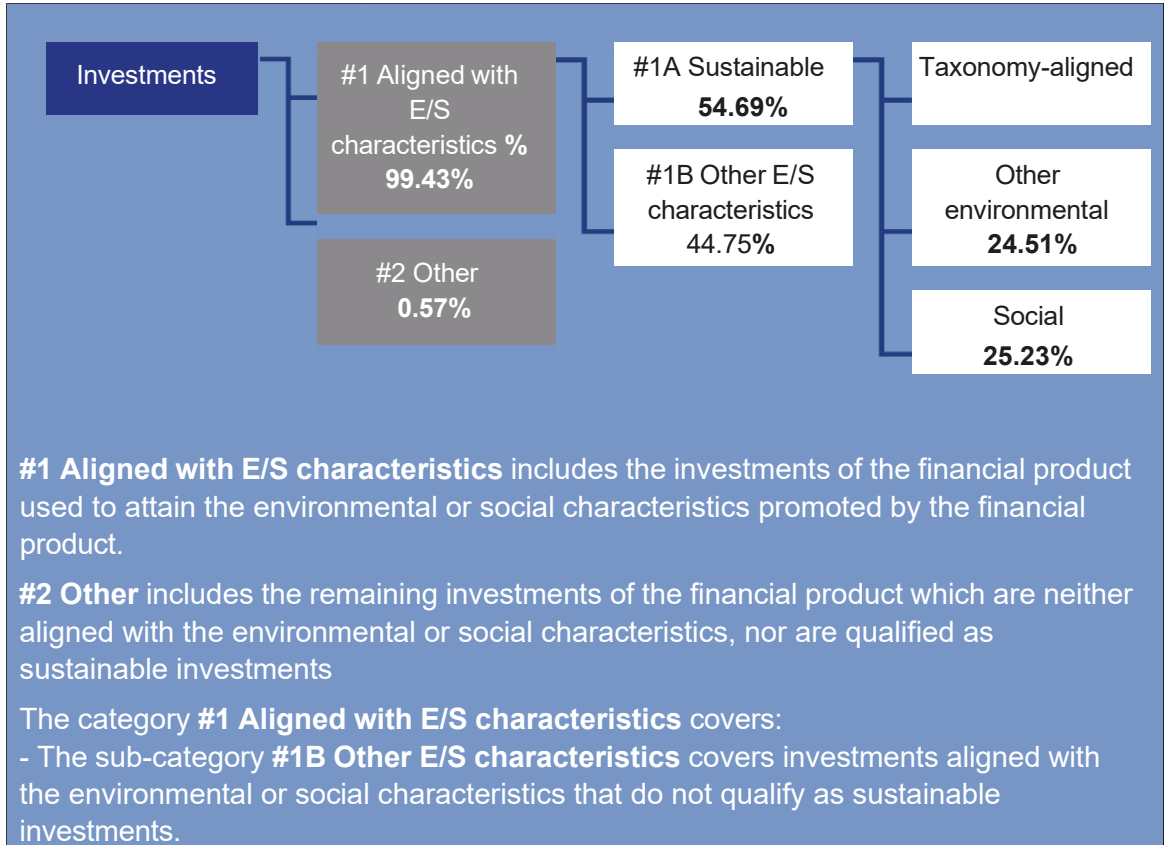 Investments
#1 Aligned with
E/S
characteristics %
99.43%
#2 Other
0.57%
#1A Sustainable
54.69%
#1B Other E/S
characteristics
44.75%
Taxonomy-aligned
Other
environmental
24.51%
Social
25.23%
#1 Aligned with E/S characteristics includes the investments of the financial product
used to attain the environmental or social characteristics promoted by the financial
product.
#2 Other includes the remaining investments of the financial product which are neither
aligned with the environmental or social characteristics, nor are qualified as
sustainable investments
The category #1 Aligned with E/S characteristics covers:
- The sub-category #1B Other E/S characteristics covers investments aligned with
the environmental or social characteristics that do not qualify as sustainable
investments.